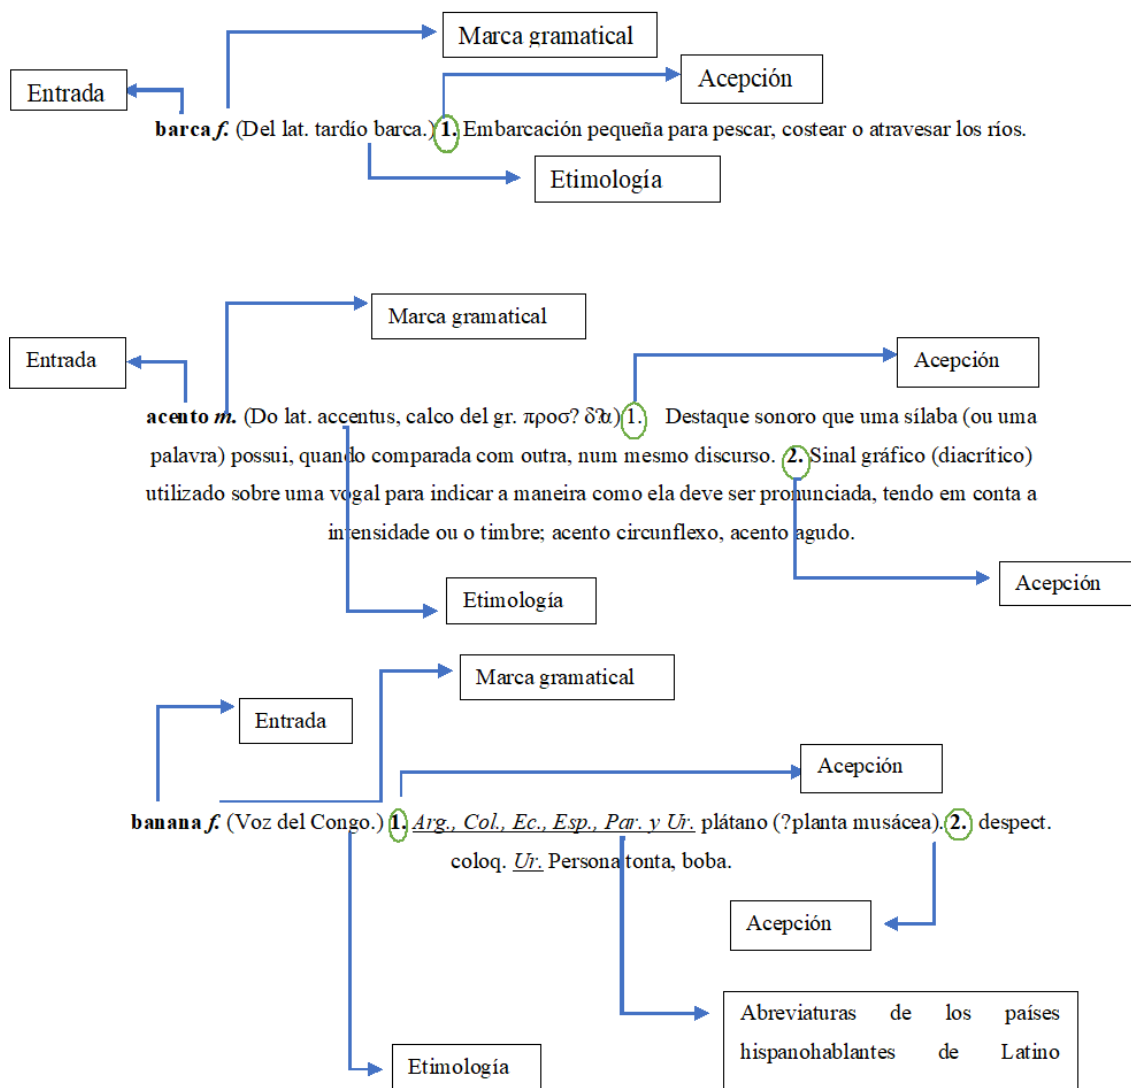 Marca gramatical
Acepción
Entrada
barca f. (Del lat. tardío barca.) 1. Embarcación pequeña para pescar, costear o atravesar los ríos.
Etimología
Marca gramatical
Entrada
Acepción
acento m. (Do lat. accentus, calco del gr. προσ? δ?α) 1. Destaque sonoro que uma sílaba (ou uma
palavra) possui, quando comparada com outra, num mesmo discurso. 2. Sinal gráfico (diacrítico)
utilizado sobre uma vogal para indicar a maneira como ela deve ser pronunciada, tendo em conta a
intensidade ou o timbre; acento circunflexo, acento agudo.
Acepción
Etimología
Marca gramatical
Entrada
Acepción
banana f. (Voz del Congo.) 1. Arg., Col., Ec., Esp., Par. y Ur. plátano (?planta musácea). 2. despect.
coloq. Ur. Persona tonta, boba.
Acepción
Abreviaturas de los países
hispanohablantes de Latino
Etimología